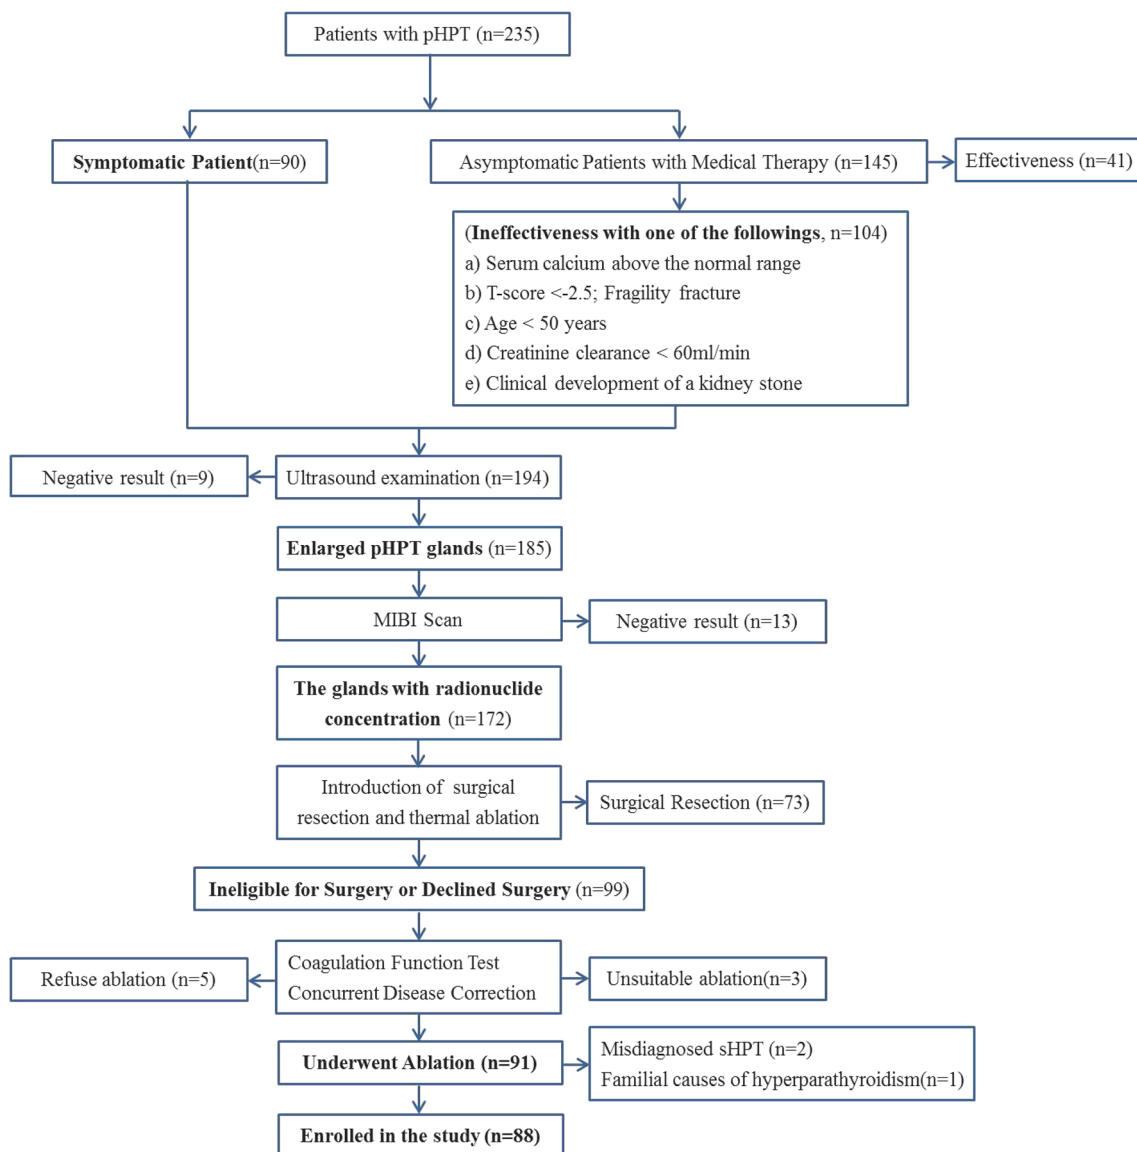 Patients with pHPT (n=235)
Symptomatic Patient(n=90)
Asymptomatic Patients with Medical Therapy (n=145)
Effectiveness (n=41)
(Ineffectiveness with one of the followings, n=104)
a) Serum calcium above the normal range
b) T-score <-2.5; Fragility fracture
c) Age < 50 years
d) Creatinine clearance < 60ml/min
e) Clinical development of a kidney stone
Negative result (n=9)
Ultrasound examination (n=194)
Enlarged pHPT glands (n=185)
MIBI Scan
Negative result (n=13)
The glands with radionuclide
concentration (n=172)
Introduction of surgical
resection and thermal ablation
Surgical Resection (n=73)
Ineligible for Surgery or Declined Surgery (n=99)
Refuse ablation (n=5)
Coagulation Function Test
Concurrent Disease Correction
Unsuitable ablation(n=3)
Underwent Ablation (n=91)
Misdiagnosed sHPT (n=2)
Familial causes of hyperparathyroidism(n=1)
Enrolled in the study (n=88)